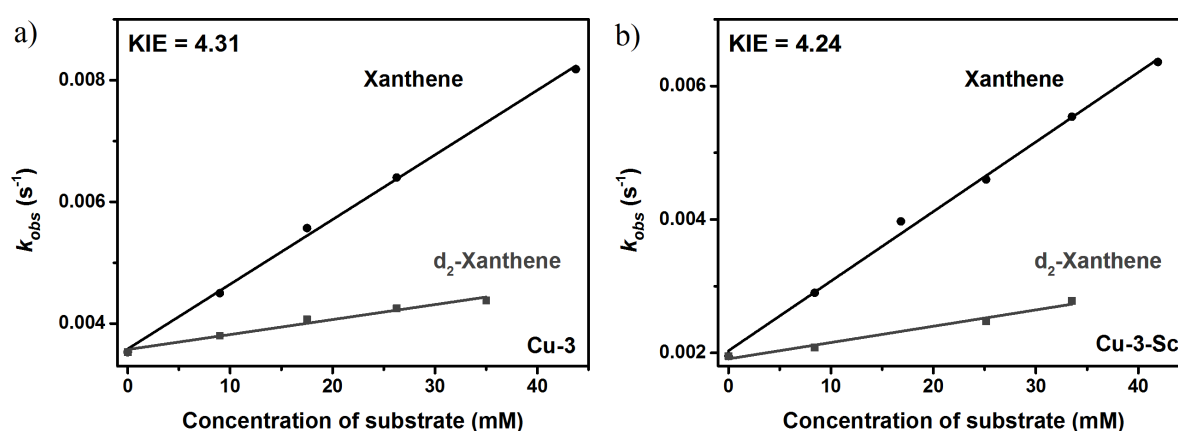 a)
KIE = 4.31
Xanthene
d₂-Xanthene
Cu-3
0.008
0.006
0.004
k_obs (s⁻¹)
0 10 20 30 40
Concentration of substrate (mM)
b)
KIE = 4.24
Xanthene
d₂-Xanthene
Cu-3-Sc
0.006
0.004
0.002
k_obs (s⁻¹)
0 10 20 30 40
Concentration of substrate (mM)